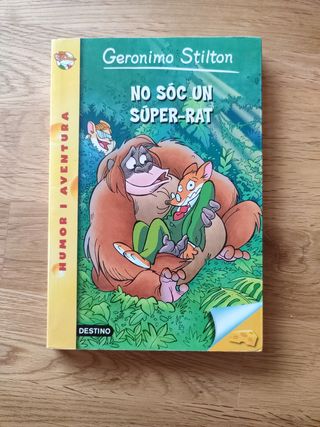 Geronimo Stilton
NO SÓC UN
SÚPER-RAT
HUMOR I AVENTURA
DESTINO